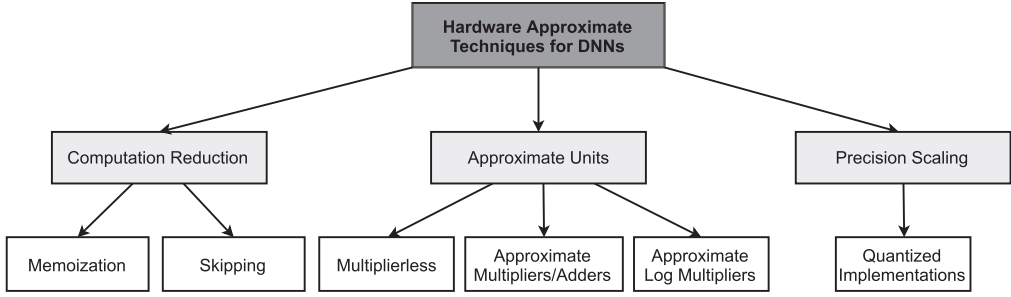 Hardware Approximate
Techniques for DNNs
Computation Reduction
Approximate Units
Precision Scaling
Memoization
Skipping
Multiplierless
Approximate
Multipliers/Adders
Approximate
Log Multipliers
Quantized
Implementations